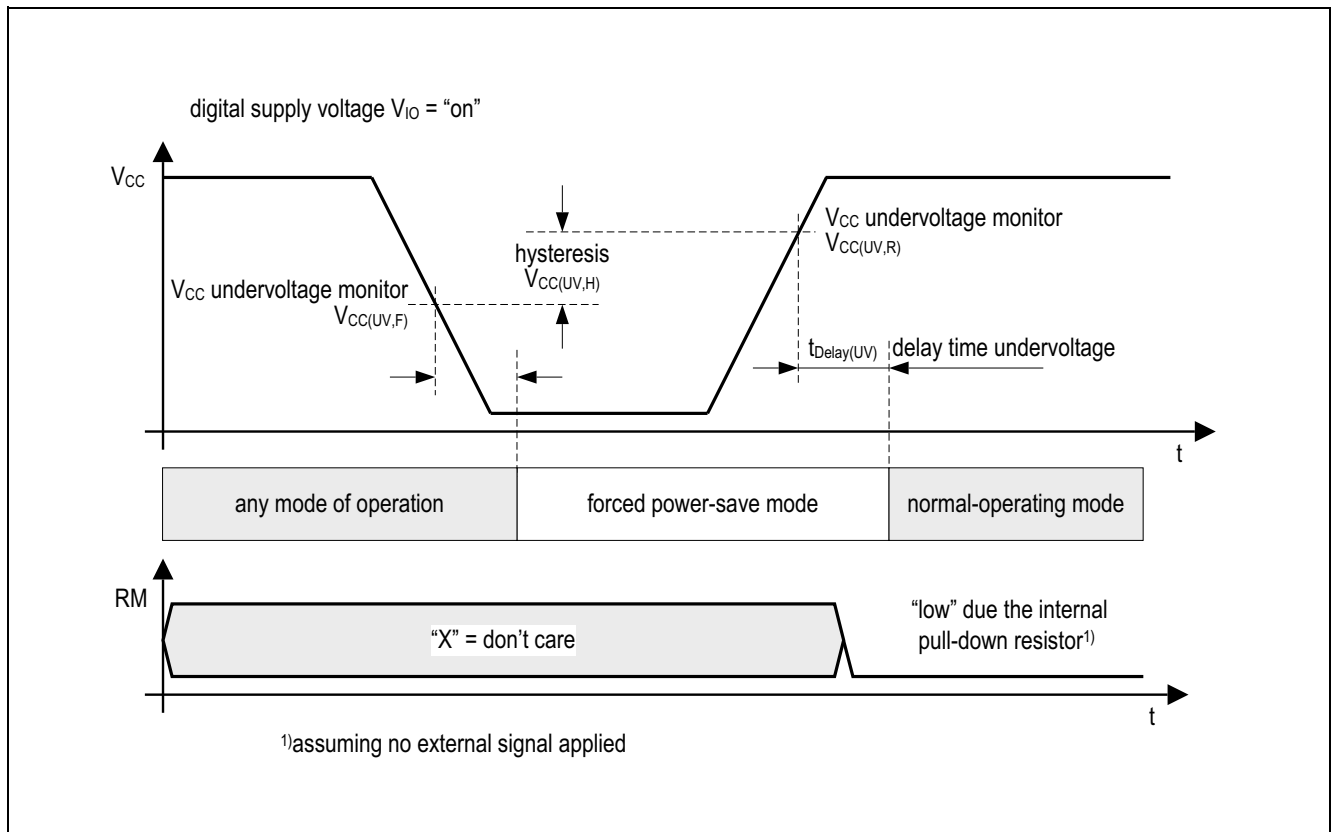 digital supply voltage VIO = “on”
VCC
VCC undervoltage monitor
VCC(UV,F)
hysteresis
VCC(UV,H)
VCC undervoltage monitor
VCC(UV,R)
tDelay(UV) delay time undervoltage
t
any mode of operation
forced power-save mode
normal-operating mode
RM
“X” = don’t care
“low” due the internal
pull-down resistor1)
t
1)assuming no external signal applied